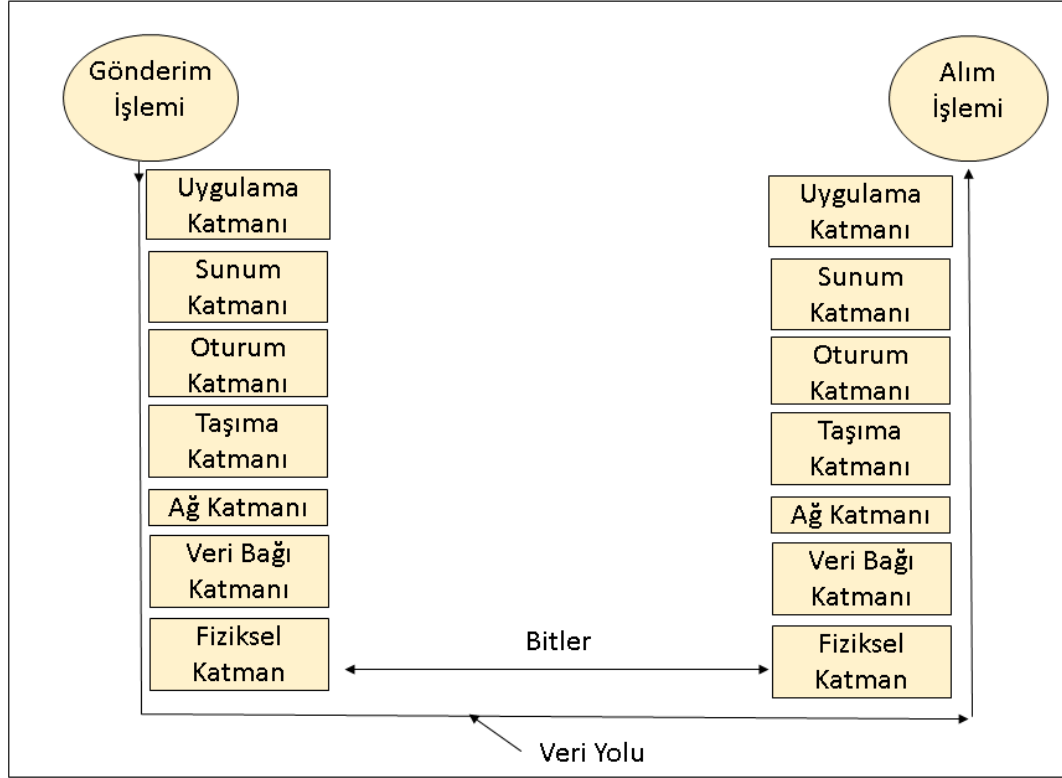 Gönderim
İşlemi
Alım
İşlemi
Uygulama
Katmanı
Sunum
Katmanı
Oturum
Katmanı
Taşıma
Katmanı
Ağ Katmanı
Veri Bağı
Katmanı
Fiziksel
Katman
Uygulama
Katmanı
Sunum
Katmanı
Oturum
Katmanı
Taşıma
Katmanı
Ağ Katmanı
Veri Bağı
Katmanı
Fiziksel
Katman
Bitler
Veri Yolu